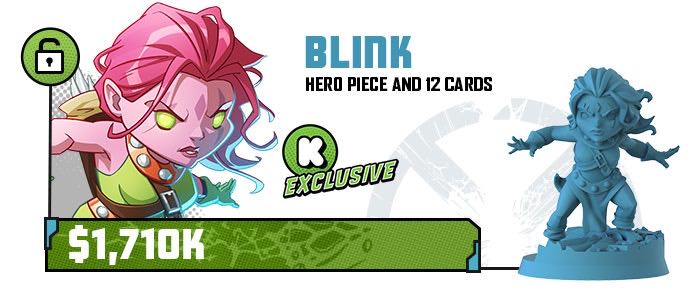 BLINK
HERO PIECE AND 12 CARDS
K
EXCLUSIVE
$1,710K